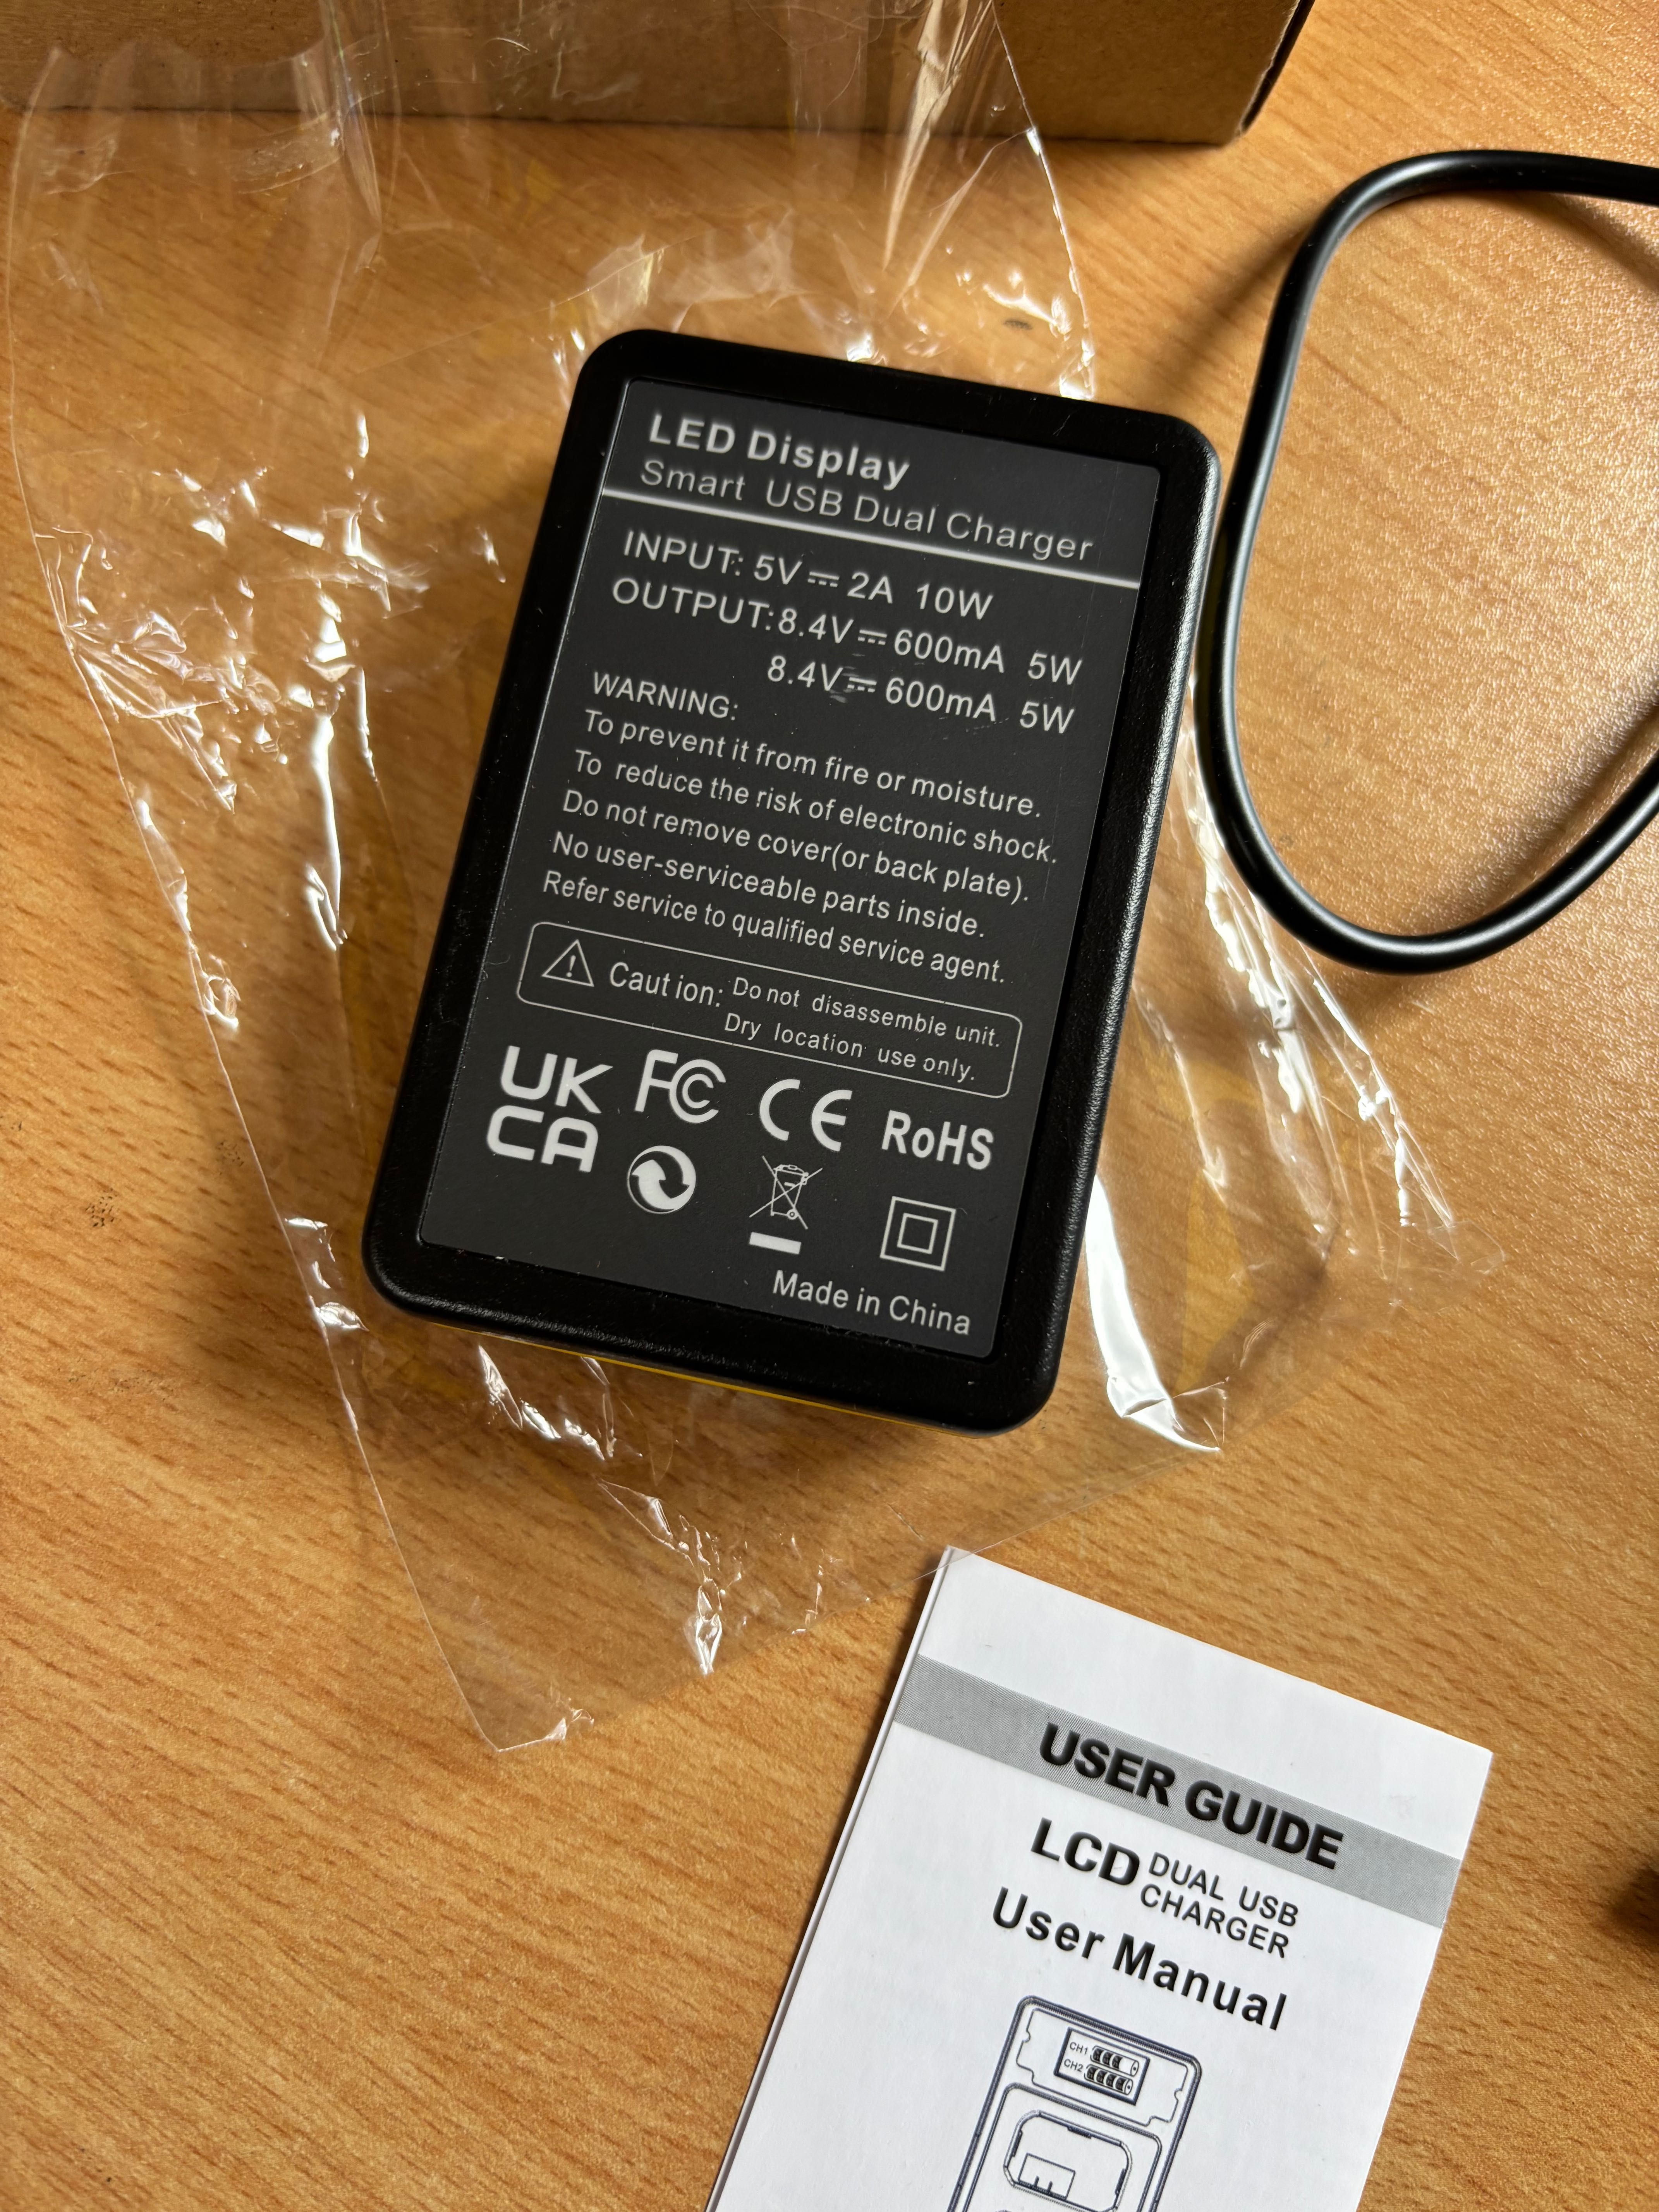 LED Display
Smart USB Dual Charger
INPUT: 5V⎓2A 10W
OUTPUT:8.4V⎓600mA 5W
8.4V⎓600mA 5W
WARNING:
To prevent it from fire or moisture.
To reduce the risk of electronic shock.
Do not remove cover(or back plate).
No user-serviceable parts inside.
Refer service to qualified service agent.
Caution: Do not disassemble unit.
Dry location use only.
UK
CA
FC CE RoHS
Made in China
USER GUIDE
LCD DUAL USB
CHARGER
User Manual
CH1
CH2